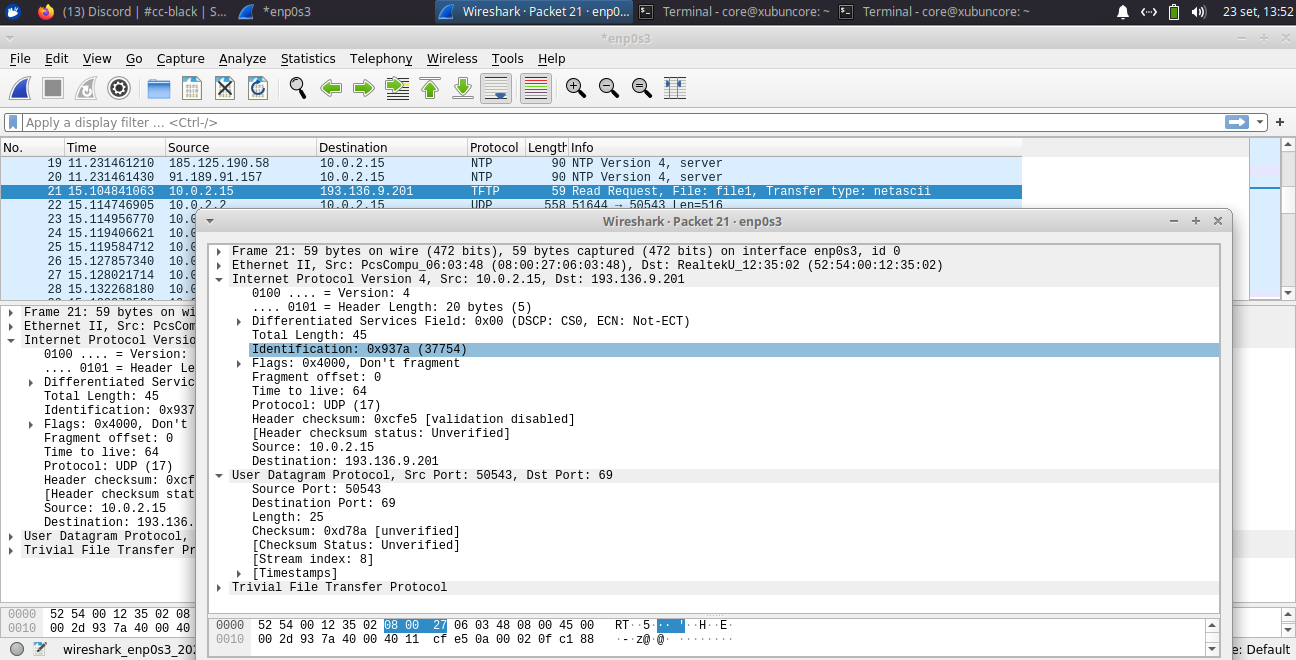 (13) Discord | #cc-black | S... *enp0s3 Wireshark · Packet 21 · enp0... Terminal - core@xubuncore: ~ Terminal - core@xubuncore: ~ 23 set, 13:52
*enp0s3
File Edit View Go Capture Analyze Statistics Telephony Wireless Tools Help
Apply a display filter ... <Ctrl-/>
No. Time Source Destination Protocol Length Info
19 11.231461210 185.125.190.58 10.0.2.15 NTP 90 NTP Version 4, server
20 11.231461430 91.189.91.157 10.0.2.15 NTP 90 NTP Version 4, server
21 15.104841063 10.0.2.15 193.136.9.201 TFTP 59 Read Request, File: file1, Transfer type: netascii
22 15.114746905 10.0.2.2 10.0.2.15 UDP 558 51644 → 50543 Len=516
23 15.114956770 10.0
24 15.119406621 10.0
25 15.119584712 10.0
26 15.127857340 10.0
27 15.128021714 10.0
28 15.132268180 10.0
Frame 21: 59 bytes on wi
Ethernet II, Src: PcsCom
Internet Protocol Versio
0100 .... = Version:
.... 0101 = Header Le
Differentiated Servic
Total Length: 45
Identification: 0x937
Flags: 0x4000, Don't
Fragment offset: 0
Time to live: 64
Protocol: UDP (17)
Header checksum: 0xcf
[Header checksum stat
Source: 10.0.2.15
Destination: 193.136.
User Datagram Protocol,
Trivial File Transfer Pr
0000 52 54 00 12 35 02 08
0010 00 2d 93 7a 40 00 40
wireshark_enp0s3_202
e: Default
Wireshark · Packet 21 · enp0s3
Frame 21: 59 bytes on wire (472 bits), 59 bytes captured (472 bits) on interface enp0s3, id 0
Ethernet II, Src: PcsCompu_06:03:48 (08:00:27:06:03:48), Dst: RealtekU_12:35:02 (52:54:00:12:35:02)
Internet Protocol Version 4, Src: 10.0.2.15, Dst: 193.136.9.201
0100 .... = Version: 4
.... 0101 = Header Length: 20 bytes (5)
Differentiated Services Field: 0x00 (DSCP: CS0, ECN: Not-ECT)
Total Length: 45
Identification: 0x937a (37754)
Flags: 0x4000, Don't fragment
Fragment offset: 0
Time to live: 64
Protocol: UDP (17)
Header checksum: 0xcfe5 [validation disabled]
[Header checksum status: Unverified]
Source: 10.0.2.15
Destination: 193.136.9.201
User Datagram Protocol, Src Port: 50543, Dst Port: 69
Source Port: 50543
Destination Port: 69
Length: 25
Checksum: 0xd78a [unverified]
[Checksum Status: Unverified]
[Stream index: 8]
[Timestamps]
Trivial File Transfer Protocol
0000 52 54 00 12 35 02 08 00 27 06 03 48 08 00 45 00 RT··5···'··H··E·
0010 00 2d 93 7a 40 00 40 11 cf e5 0a 00 02 0f c1 88 ·-·z@·@·········